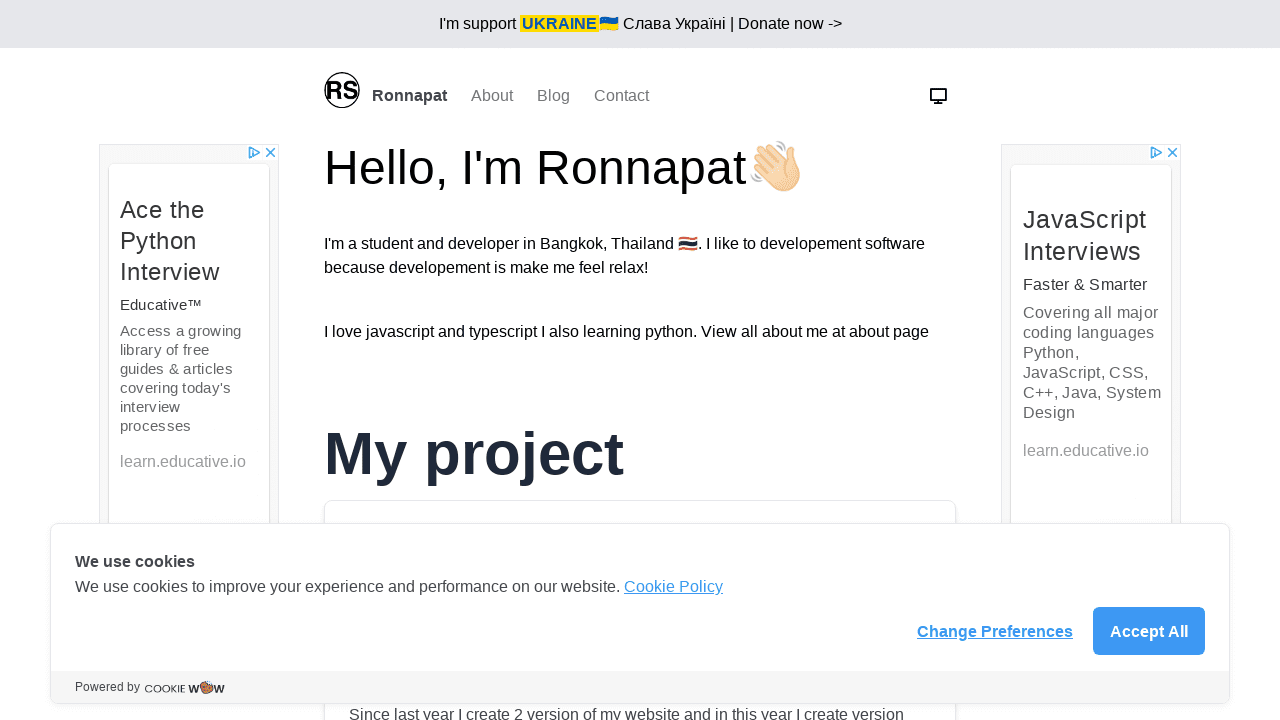 I'm support UKRAINE🇺🇦 Слава Україні | Donate now ->
RS Ronnapat About Blog Contact
Hello, I'm Ronnapat👋🏻
I'm a student and developer in Bangkok, Thailand 🇹🇭. I like to developement software
because developement is make me feel relax!
I love javascript and typescript I also learning python. View all about me at about page
My project
Ace the
Python
Interview
Educative™
Access a growing
library of free
guides & articles
covering today's
interview
processes
learn.educative.io
JavaScript
Interviews
Faster & Smarter
Covering all major
coding languages
Python,
JavaScript, CSS,
C++, Java, System
Design
learn.educative.io
We use cookies
We use cookies to improve your experience and performance on our website. Cookie Policy
Change Preferences Accept All
Powered by COOKIE WOW
Since last year I create 2 version of my website and in this year I create version